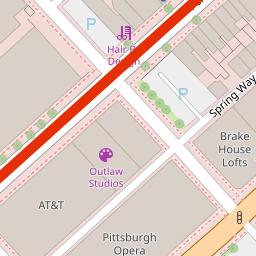 P
Hair B
Design
P
Spring Way
Brake
House
Lofts
Outlaw
Studios
AT&T
Pittsburgh
Opera